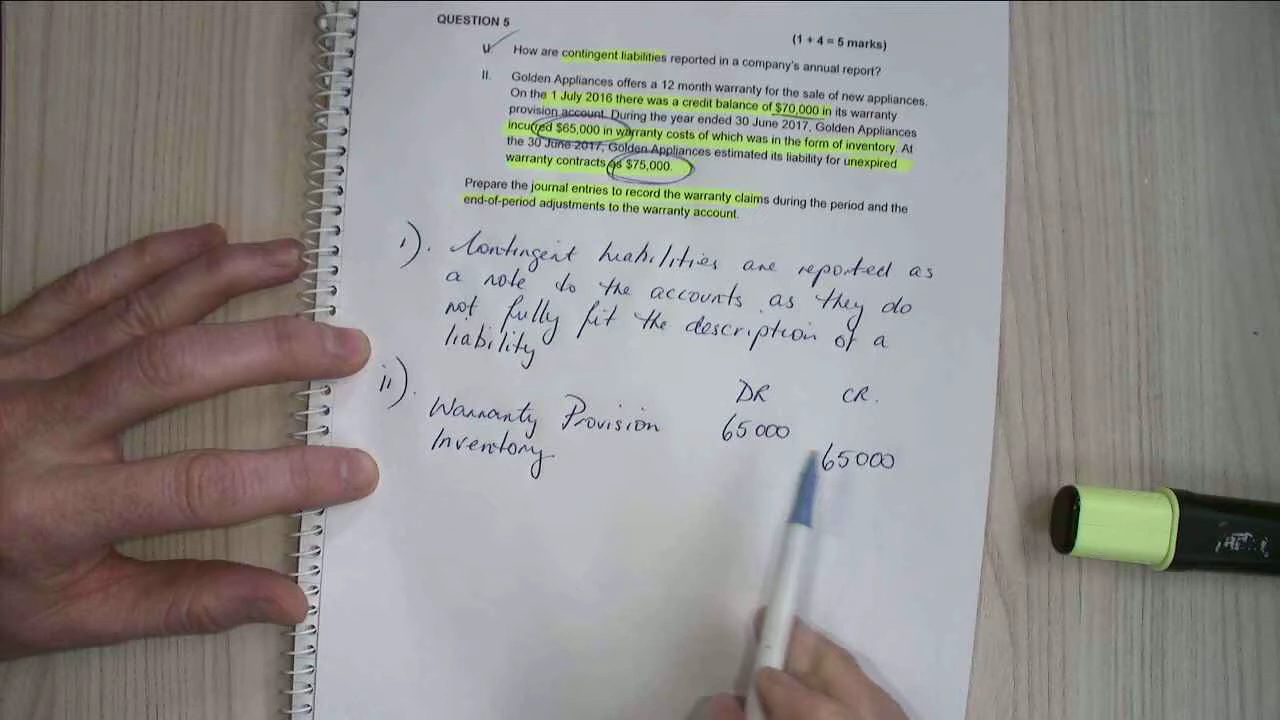 QUESTION 5
(1 + 4 = 5 marks)
How are contingent liabilities reported in a company's annual report?
II. Golden Appliances offers a 12 month warranty for the sale of new appliances.
On the 1 July 2016 there was a credit balance of $70,000 in its warranty
provision account. During the year ended 30 June 2017, Golden Appliances
incurred $65,000 in warranty costs of which was in the form of inventory. At
the 30 June 2017, Golden Appliances estimated its liability for unexpired
warranty contracts as $75,000.
Prepare the journal entries to record the warranty claims during the period and the
end-of-period adjustments to the warranty account.
i). Contingent liabilities are reported as
a note to the accounts as they do
not fully fit the description of a
liability
ii).
DR CR.
Warranty Provision 65000
Inventory 65000